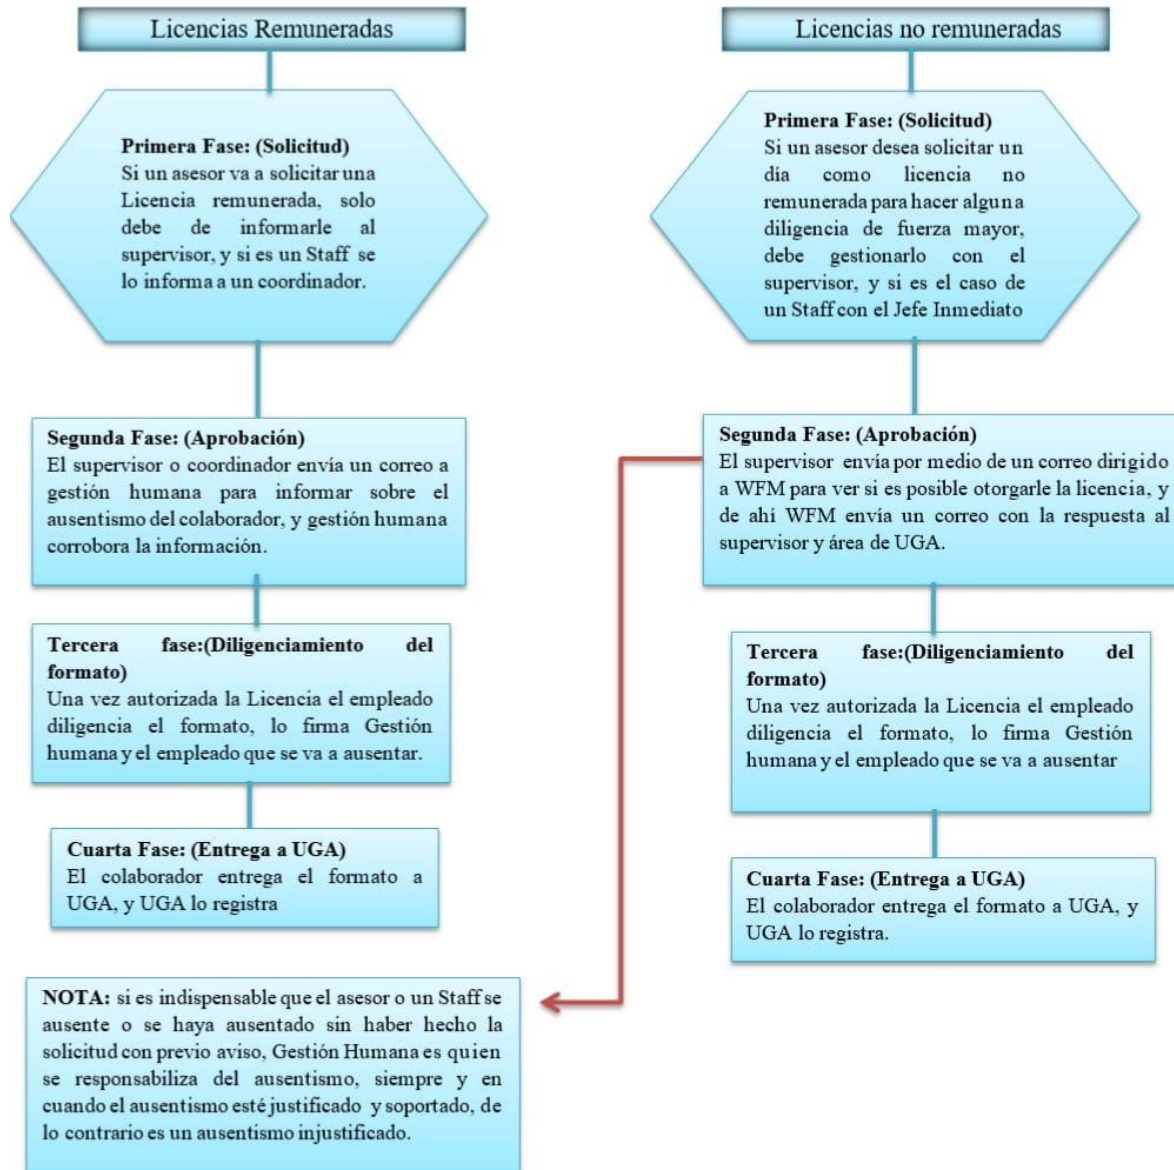 Licencias Remuneradas
Primera Fase: (Solicitud)
Si un asesor va a solicitar una
Licencia remunerada, solo
debe de informarle al
supervisor, y si es un Staff se
lo informa a un coordinador.
Segunda Fase: (Aprobación)
El supervisor o coordinador envía un correo a
gestión humana para informar sobre el
ausentismo del colaborador, y gestión humana
corrobora la información.
Tercera fase:(Diligenciamiento del
formato)
Una vez autorizada la Licencia el empleado
diligencia el formato, lo firma Gestión
humana y el empleado que se va a ausentar.
Cuarta Fase: (Entrega a UGA)
El colaborador entrega el formato a
UGA, y UGA lo registra
NOTA: si es indispensable que el asesor o un Staff se
ausente o se haya ausentado sin haber hecho la
solicitud con previo aviso, Gestión Humana es quien
se responsabiliza del ausentismo, siempre y en
cuando el ausentismo esté justificado y soportado, de
lo contrario es un ausentismo injustificado.
Licencias no remuneradas
Primera Fase: (Solicitud)
Si un asesor desea solicitar un
día como licencia no
remunerada para hacer alguna
diligencia de fuerza mayor,
debe gestionarlo con el
supervisor, y si es el caso de
un Staff con el Jefe Inmediato
Segunda Fase: (Aprobación)
El supervisor envía por medio de un correo dirigido
a WFM para ver si es posible otorgarle la licencia, y
de ahí WFM envía un correo con la respuesta al
supervisor y área de UGA.
Tercera fase:(Diligenciamiento del
formato)
Una vez autorizada la Licencia el empleado
diligencia el formato, lo firma Gestión
humana y el empleado que se va a ausentar
Cuarta Fase: (Entrega a UGA)
El colaborador entrega el formato a UGA, y
UGA lo registra.